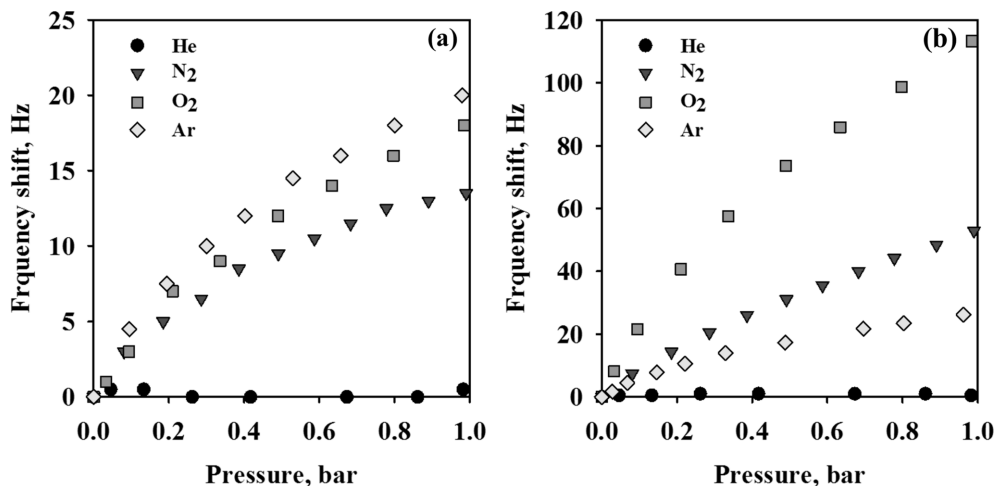 25
20
15
10
5
0
Frquency shift, Hz
(a)
He
N2
O2
Ar
0.0 0.2 0.4 0.6 0.8 1.0
Pressure, bar
120
100
80
60
40
20
0
Frquency shift, Hz
(b)
He
N2
O2
Ar
0.0 0.2 0.4 0.6 0.8 1.0
Pressure, bar